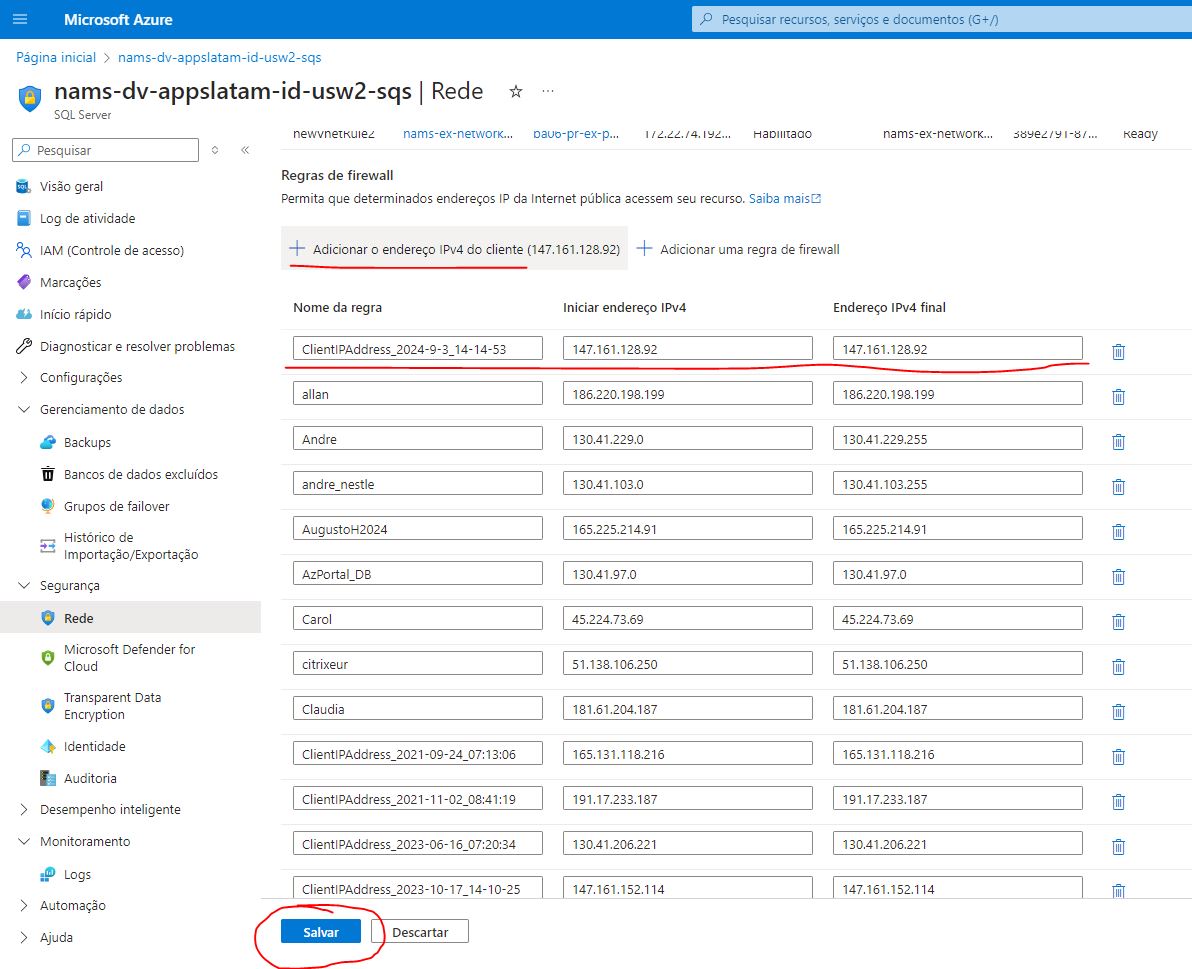 Microsoft Azure
Pesquisar recursos, serviços e documentos (G+/)
Página inicial > nams-dv-appslatam-id-usw2-sqs
nams-dv-appslatam-id-usw2-sqs | Rede
SQL Server
Pesquisar
Visão geral
Log de atividade
IAM (Controle de acesso)
Marcações
Início rápido
Diagnosticar e resolver problemas
Configurações
Gerenciamento de dados
Backups
Bancos de dados excluídos
Grupos de failover
Histórico de
Importação/Exportação
Segurança
Rede
Microsoft Defender for
Cloud
Transparent Data
Encryption
Identidade
Auditoria
Desempenho inteligente
Monitoramento
Logs
Automação
Ajuda
newVnetRule2 nams-ex-network... ba06-pr-ex-p... 172.22.74.192... Habilitado nams-ex-network... 389e2791-87... Ready
Regras de firewall
Permita que determinados endereços IP da Internet pública acessem seu recurso. Saiba mais
Adicionar o endereço IPv4 do cliente (147.161.128.92) Adicionar uma regra de firewall
Nome da regra Iniciar endereço IPv4 Endereço IPv4 final
ClientIPAddress_2024-9-3_14-14-53 147.161.128.92 147.161.128.92
allan 186.220.198.199 186.220.198.199
Andre 130.41.229.0 130.41.229.255
andre_nestle 130.41.103.0 130.41.103.255
AugustoH2024 165.225.214.91 165.225.214.91
AzPortal_DB 130.41.97.0 130.41.97.0
Carol 45.224.73.69 45.224.73.69
citrixeur 51.138.106.250 51.138.106.250
Claudia 181.61.204.187 181.61.204.187
ClientIPAddress_2021-09-24_07:13:06 165.131.118.216 165.131.118.216
ClientIPAddress_2021-11-02_08:41:19 191.17.233.187 191.17.233.187
ClientIPAddress_2023-06-16_07:20:34 130.41.206.221 130.41.206.221
ClientIPAddress_2023-10-17_14-10-25 147.161.152.114 147.161.152.114
Salvar Descartar